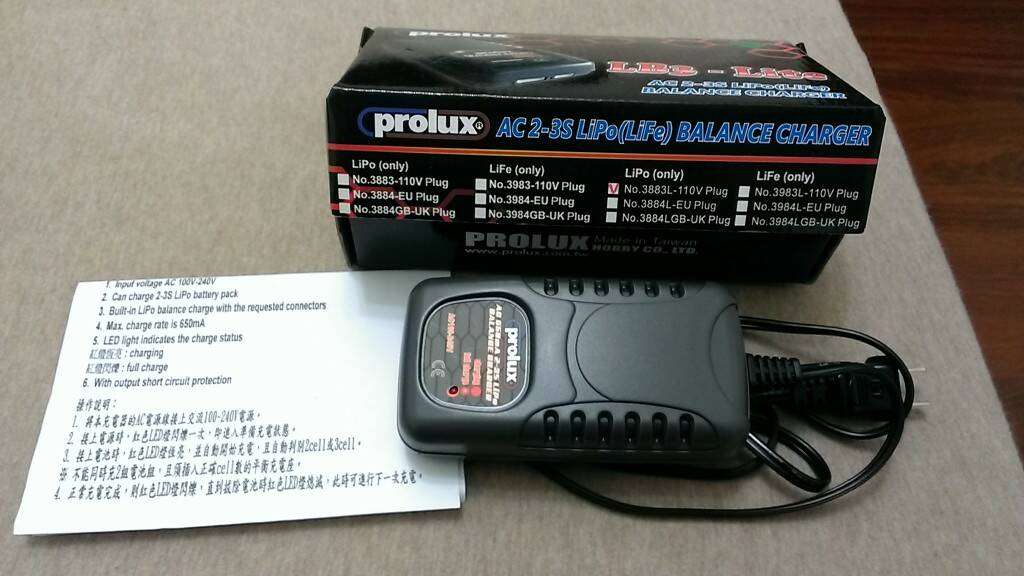 prolux
LBC - Lite
AC 2-3S LiPo(LiFe)
BALANCE CHARGER
prolux® AC 2-3S LiPo(LiFe) BALANCE CHARGER
LiPo (only)
No.3883-110V Plug
No.3884-EU Plug
No.3884GB-UK Plug
LiFe (only)
No.3983-110V Plug
No.3984-EU Plug
No.3984GB-UK Plug
LiPo (only)
No.3883L-110V Plug
No.3884L-EU Plug
No.3884LGB-UK Plug
LiFe (only)
No.3983L-110V Plug
No.3984L-EU Plug
No.3984LGB-UK Plug
PROLUX Made in Taiwan
HOBBY CO., LTD.
www.prolux.com.tw
1. Input voltage AC 100V-240V
2. Can charge 2-3S LiPo battery pack
3. Built-in LiPo balance charge with the requested connectors
4. Max. charge rate is 650mA
5. LED light indicates the charge status
紅燈恆亮 : charging
紅燈閃爍 : full charge
6. With output short circuit protection
操作說明：
1. 將本充電器的AC電源線接上交流100-240V電源。
2. 接上電源時，紅色LED燈閃爍一次，即進入準備充電狀態。
3. 接上電池時，紅色LED燈恆亮，並自動開始充電，且自動判別2cell或3cell。
※ 不能同時充2組電池組，且須插入正確cell數的平衡充電座。
4. 正常充電完成，則紅色LED燈閃爍，直到拔除電池時紅色LED燈熄滅，此時可進行下一次充電。
prolux
BALANCE CHARGER
CE